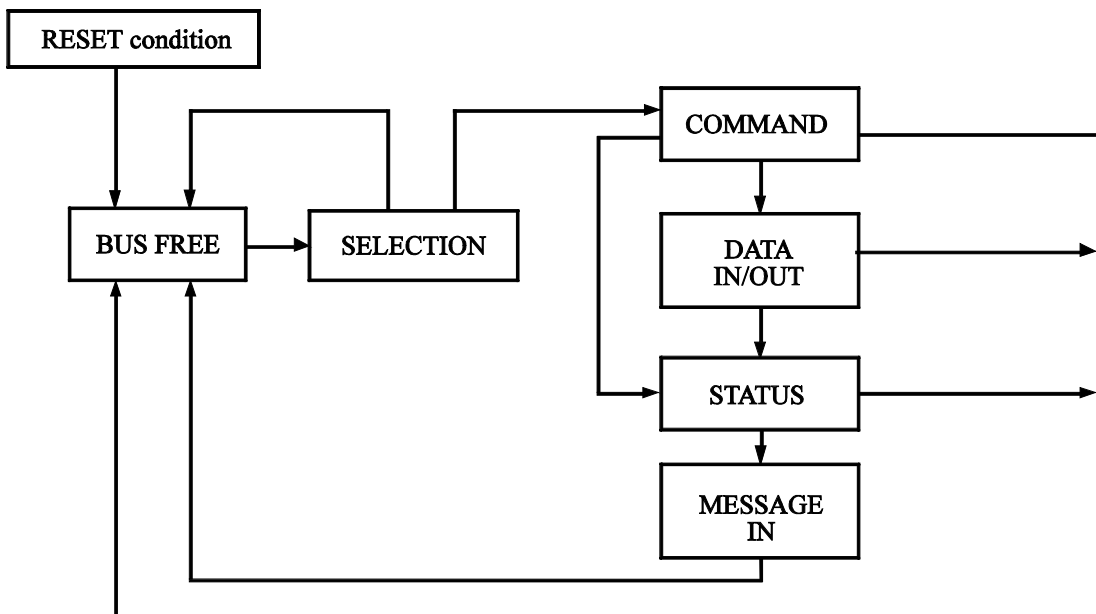 RESET condition
COMMAND
BUS FREE
SELECTION
DATA
IN/OUT
STATUS
MESSAGE
IN